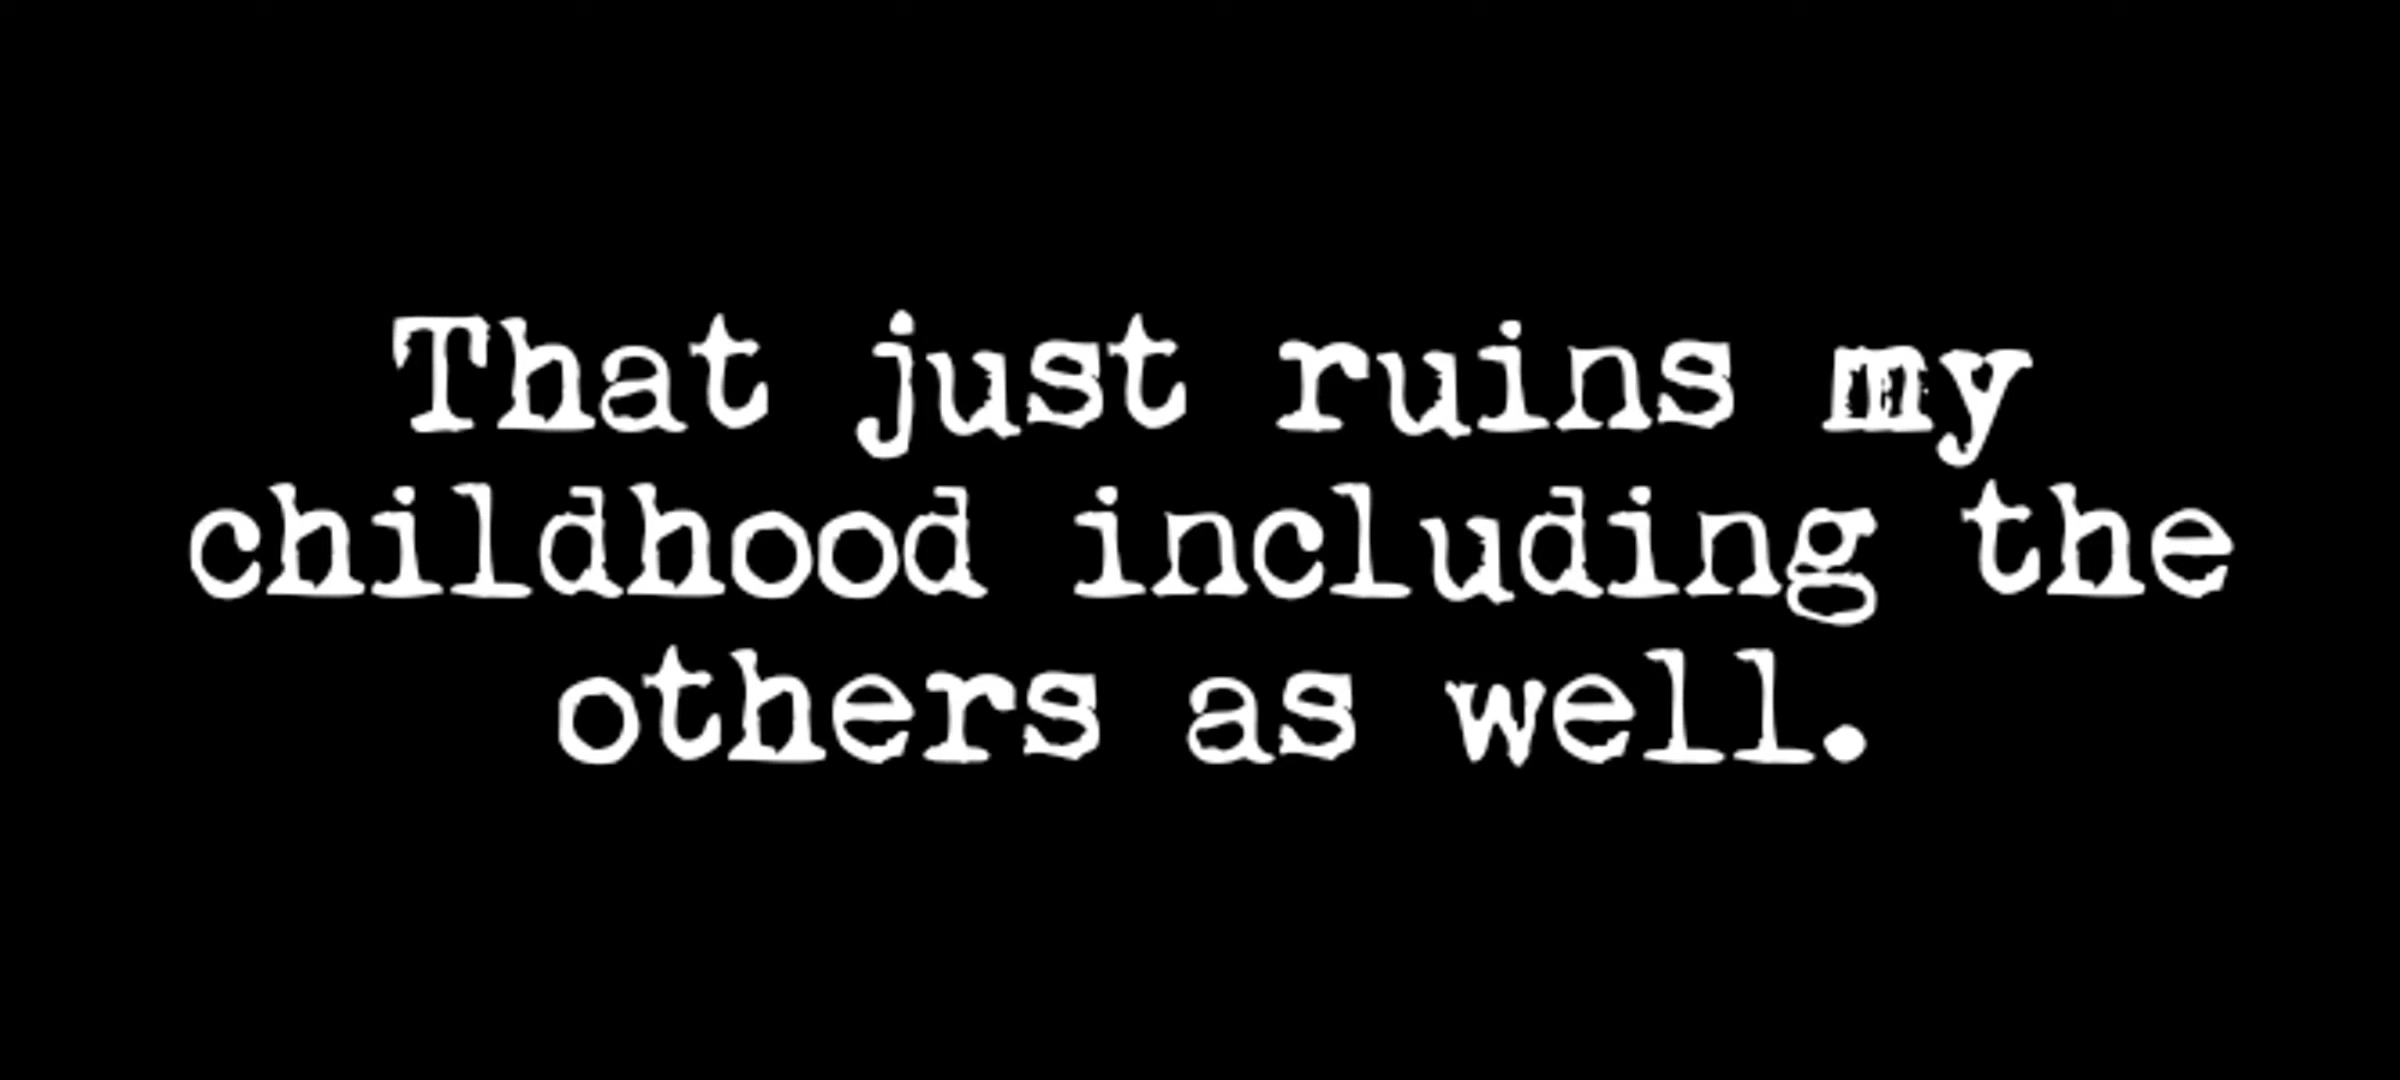 That just ruins my
childhood including the
others as well.